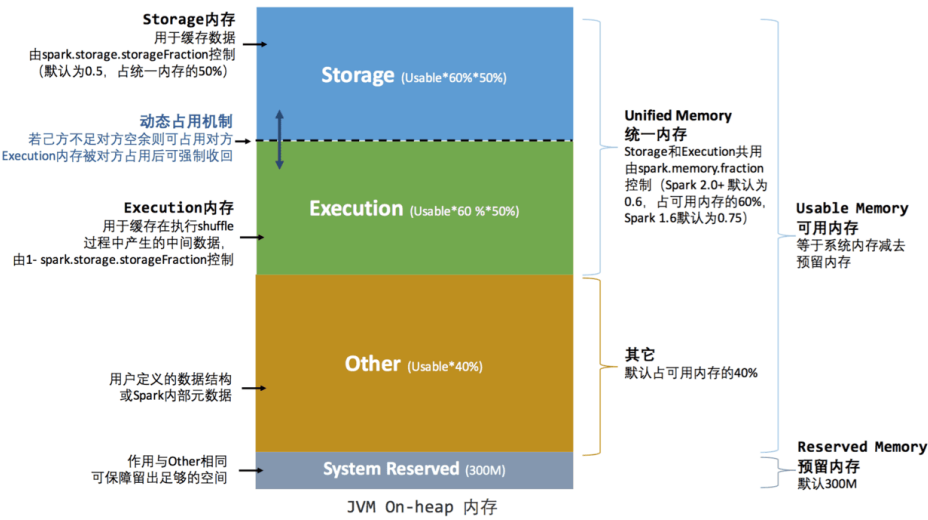 Storage内存
用于缓存数据
由spark.storage.storageFraction控制
（默认为0.5，占统一内存的50%）
动态占用机制
若己方不足对方空余则可占用对方
Execution内存被对方占用后可强制收回
Execution内存
用于缓存在执行shuffle
过程中产生的中间数据，
由1- spark.storage.storageFraction控制
用户定义的数据结构
或Spark内部元数据
作用与Other相同
可保障留出足够的空间
Storage (Usable*60%*50%)
Execution (Usable*60 %*50%)
Other (Usable*40%)
System Reserved (300M)
JVM On-heap 内存
Unified Memory
统一内存
Storage和Execution共用
由spark.memory.fraction
控制（Spark 2.0+ 默认为
0.6，占可用内存的60%，
Spark 1.6默认为0.75）
其它
默认占可用内存的40%
Usable Memory
可用内存
等于系统内存减去
预留内存
Reserved Memory
预留内存
默认300M